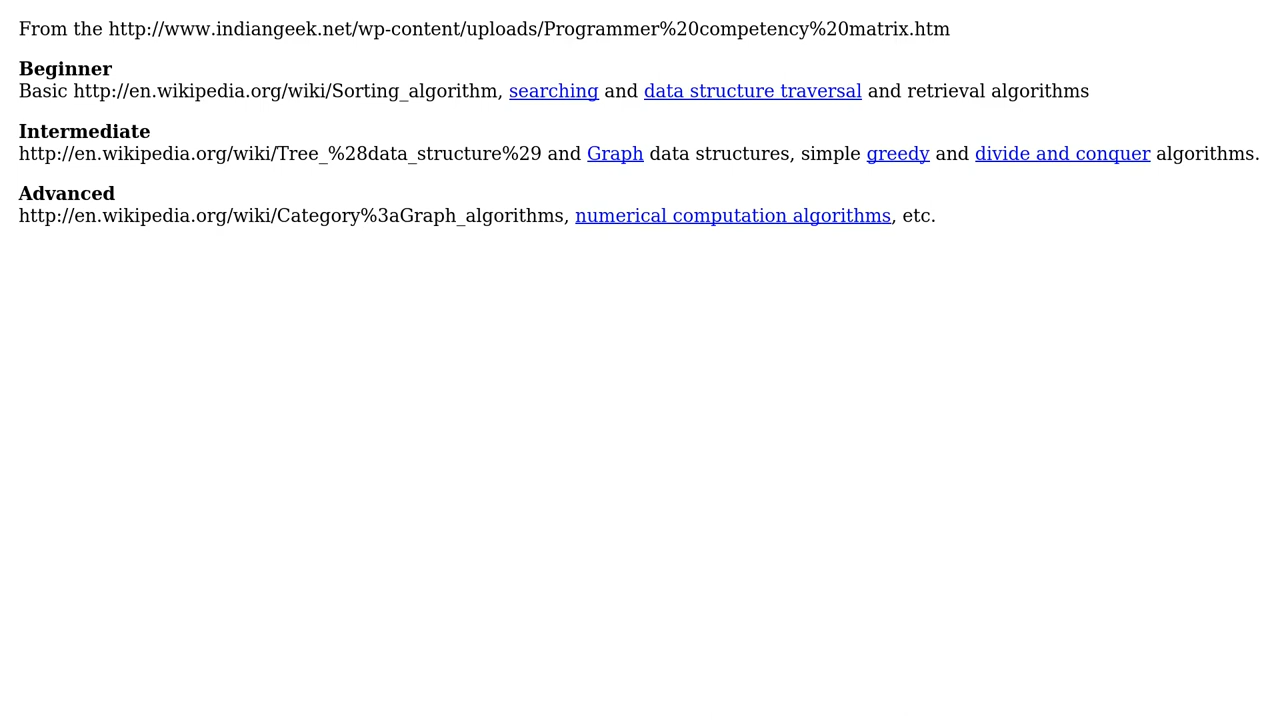 From the http://www.indiangeek.net/wp-content/uploads/Programmer%20competency%20matrix.htm
Beginner
Basic http://en.wikipedia.org/wiki/Sorting_algorithm, searching and data structure traversal and retrieval algorithms
Intermediate
http://en.wikipedia.org/wiki/Tree_%28data_structure%29 and Graph data structures, simple greedy and divide and conquer algorithms.
Advanced
http://en.wikipedia.org/wiki/Category%3aGraph_algorithms, numerical computation algorithms, etc.